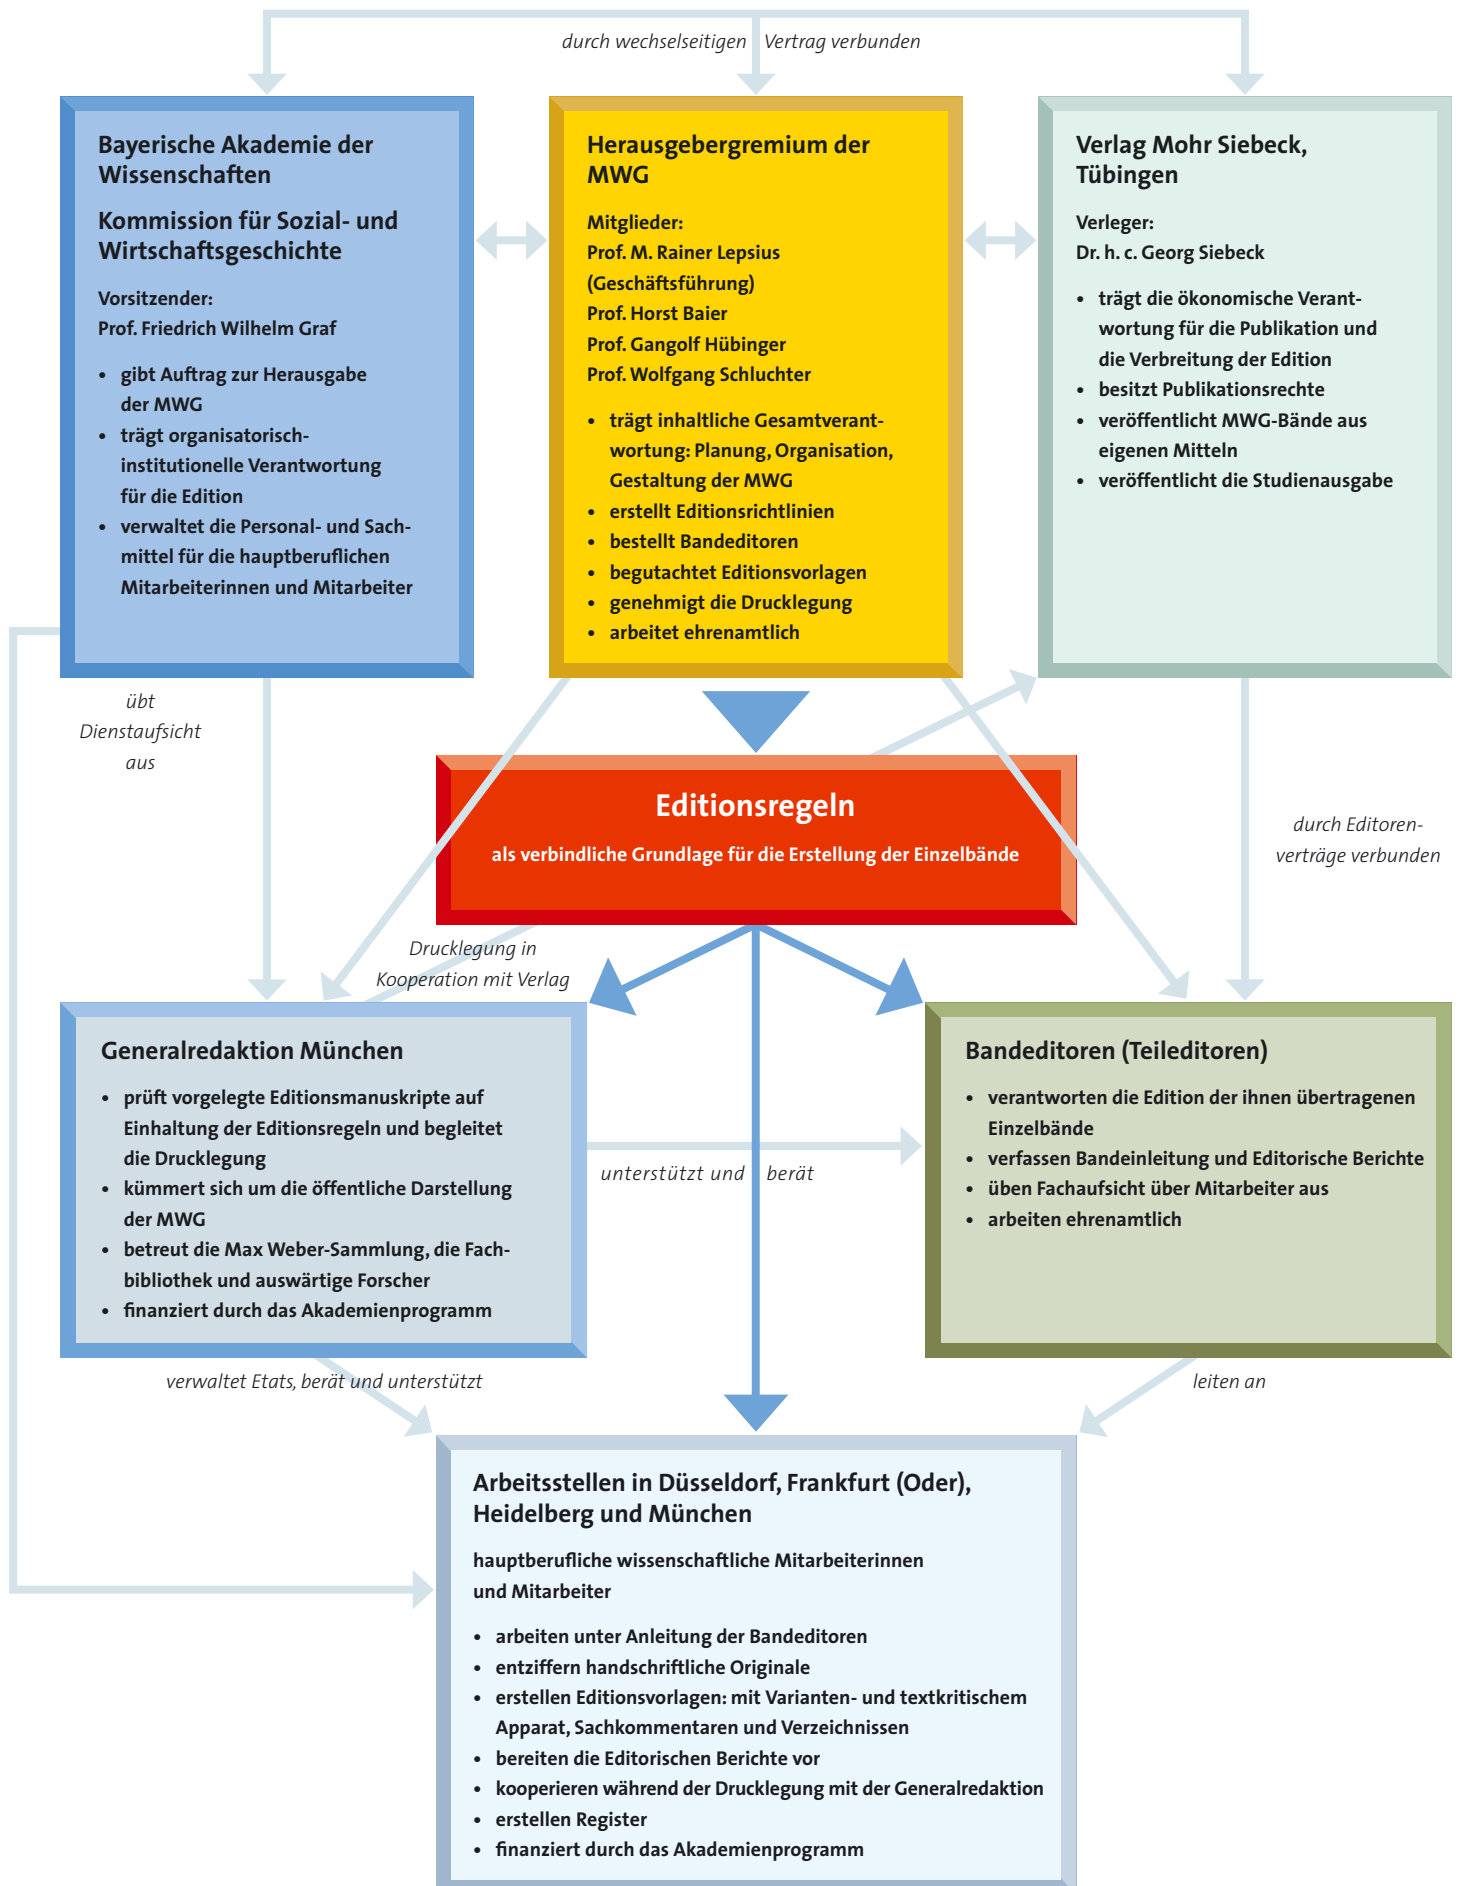 durch wechselseitigen Vertrag verbunden
Bayerische Akademie der
Wissenschaften
Kommission für Sozial- und
Wirtschaftsgeschichte
Vorsitzender:
Prof. Friedrich Wilhelm Graf
• gibt Auftrag zur Herausgabe
der MWG
• trägt organisatorisch-
institutionelle Verantwortung
für die Edition
• verwaltet die Personal- und Sach-
mittel für die hauptberuflichen
Mitarbeiterinnen und Mitarbeiter
Herausgebergremium der
MWG
Mitglieder:
Prof. M. Rainer Lepsius
(Geschäftsführung)
Prof. Horst Baier
Prof. Gangolf Hübinger
Prof. Wolfgang Schluchter
• trägt inhaltliche Gesamtverant-
wortung: Planung, Organisation,
Gestaltung der MWG
• erstellt Editionsrichtlinien
• bestellt Bandeditoren
• begutachtet Editionsvorlagen
• genehmigt die Drucklegung
• arbeitet ehrenamtlich
Verlag Mohr Siebeck,
Tübingen
Verleger:
Dr. h. c. Georg Siebeck
• trägt die ökonomische Verant-
wortung für die Publikation und
die Verbreitung der Edition
• besitzt Publikationsrechte
• veröffentlicht MWG-Bände aus
eigenen Mitteln
• veröffentlicht die Studienausgabe
übt
Dienstaufsicht
aus
Editionsregeln
als verbindliche Grundlage für die Erstellung der Einzelbände
durch Editoren-
verträge verbunden
Drucklegung in
Kooperation mit Verlag
Generalredaktion München
• prüft vorgelegte Editionsmanuskripte auf
Einhaltung der Editionsregeln und begleitet
die Drucklegung
• kümmert sich um die öffentliche Darstellung
der MWG
• betreut die Max Weber-Sammlung, die Fach-
bibliothek und auswärtige Forscher
• finanziert durch das Akademienprogramm
unterstützt und berät
Bandeditoren (Teileditoren)
• verantworten die Edition der ihnen übertragenen
Einzelbände
• verfassen Bandeinleitung und Editorische Berichte
• üben Fachaufsicht über Mitarbeiter aus
• arbeiten ehrenamtlich
verwaltet Etats, berät und unterstützt
leiten an
Arbeitsstellen in Düsseldorf, Frankfurt (Oder),
Heidelberg und München
hauptberufliche wissenschaftliche Mitarbeiterinnen
und Mitarbeiter
• arbeiten unter Anleitung der Bandeditoren
• entziffern handschriftliche Originale
• erstellen Editionsvorlagen: mit Varianten- und textkritischem
Apparat, Sachkommentaren und Verzeichnissen
• bereiten die Editorischen Berichte vor
• kooperieren während der Drucklegung mit der Generalredaktion
• erstellen Register
• finanziert durch das Akademienprogramm